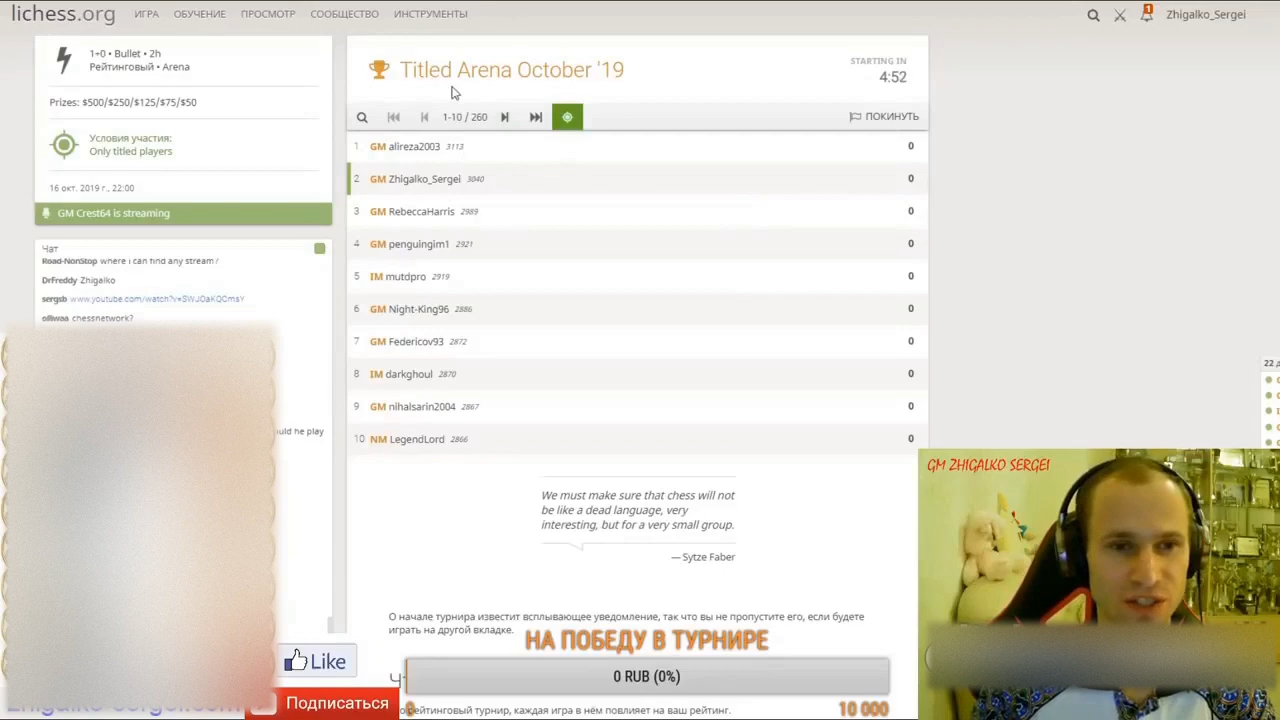 lichess.org ИГРА ОБУЧЕНИЕ ПРОСМОТР СООБЩЕСТВО ИНСТРУМЕНТЫ 1 Zhigalko_Sergei
1+0 • Bullet • 2h
Рейтинговый • Arena
Prizes: $500/$250/$125/$75/$50
Условия участия:
Only titled players
16 окт. 2019 г., 22:00
GM Crest64 is streaming
Чат
Road-NonStop where i can find any stream?
DrFreddy Zhigalko
sergsb www.youtube.com/watch?v=SWJOaKQCmsY
olliwaa chessnetwork?
uld he play
Titled Arena October '19
STARTING IN
4:52
1-10 / 260
ПОКИНУТЬ
1 GM alireza2003 3113 0
2 GM Zhigalko_Sergei 3040 0
3 GM RebeccaHarris 2989 0
4 GM penguingim1 2921 0
5 IM mutdpro 2919 0
6 GM Night-King96 2886 0
7 GM Federicov93 2872 0
8 IM darkghoul 2870 0
9 GM nihalsarin2004 2867 0
10 NM LegendLord 2866 0
We must make sure that chess will not
be like a dead language, very
interesting, but for a very small group.
— Sytze Faber
О начале турнира известит всплывающее уведомление, так что вы не пропустите его, если будете
играть на другой вкладке.
НА ПОБЕДУ В ТУРНИРЕ
0 RUB (0%)
0
10 000
рейтинговый турнир, каждая игра в нём повлияет на ваш рейтинг.
Like
Подписаться
22
GM ZHIGALKO SERGEI